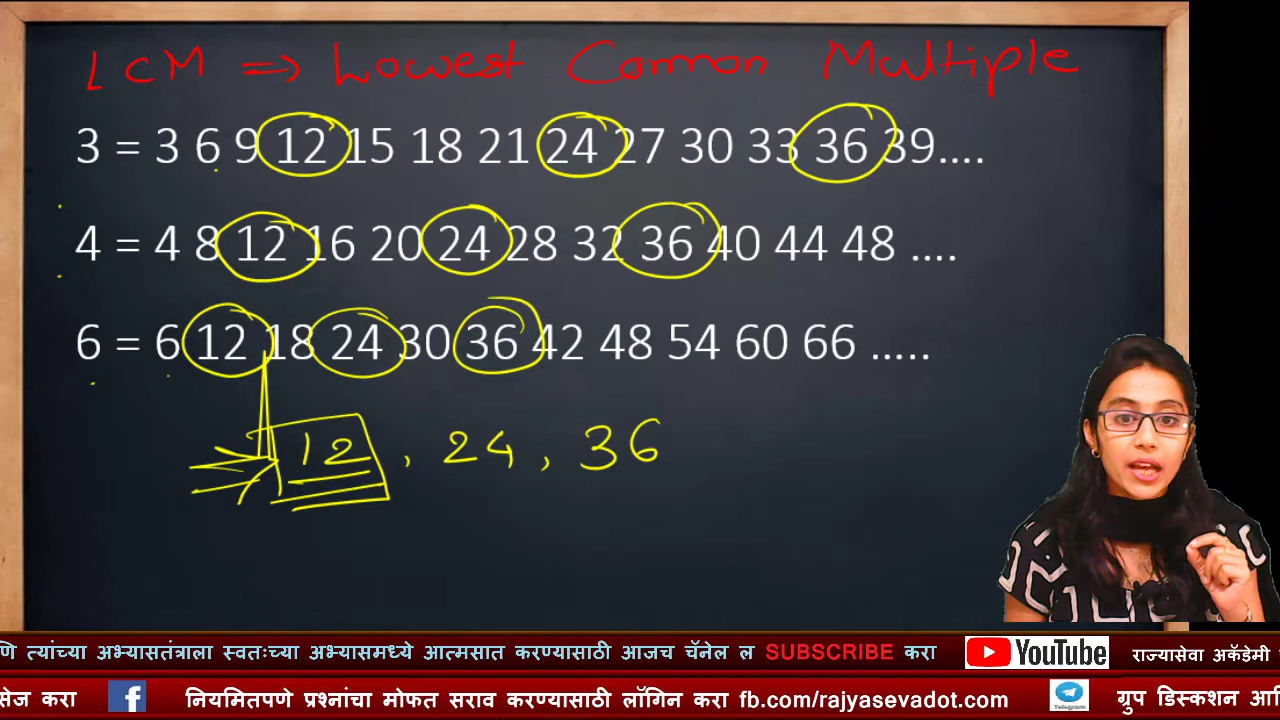 LCM => Lowest Common Multiple
3 = 3 6 9 12 15 18 21 24 27 30 33 36 39....
4 = 4 8 12 16 20 24 28 32 36 40 44 48 ....
6 = 6 12 18 24 30 36 42 48 54 60 66 .....
12, 24, 36
णि त्यांच्या अभ्यासतंत्राला स्वतःच्या अभ्यासमध्ये आत्मसात करण्यासाठी आजच चॅनेल ल SUBSCRIBE करा YouTube राज्यासेवा अकॅडेमी
सेज करा f नियमितपणे प्रश्नांचा मोफत सराव करण्यासाठी लॉगिन करा fb.com/rajyasevadot.com Telegram ग्रुप डिस्कशन आ